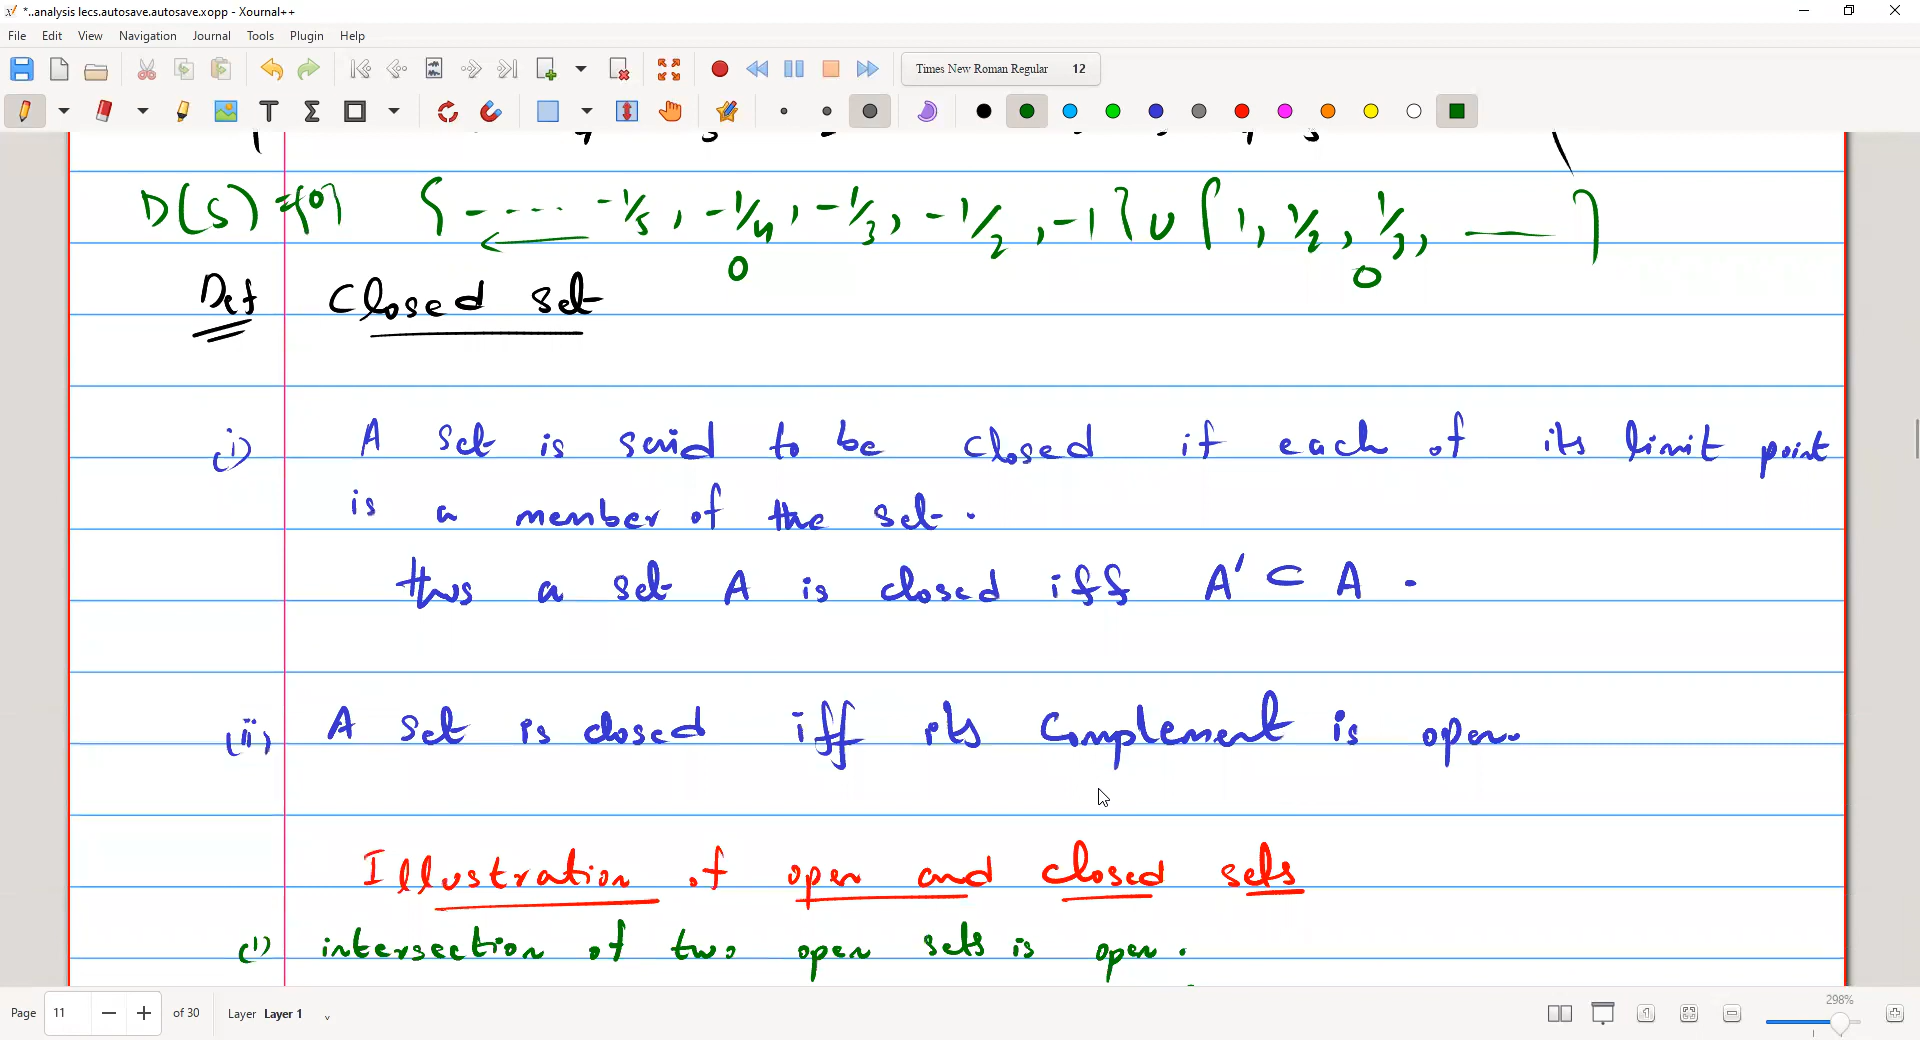 *..analysis lecs.autosave.autosave.xopp - Xournal++
File Edit View Navigation Journal Tools Plugin Help
Times New Roman Regular 12
D(S) = {0} { - .... -1/5, -1/4, -1/3, -1/2, -1 } ∪ { 1, 1/2, 1/3, — }
0 0
Def Closed set
(i) A set is said to be closed if each of its limit point
is a member of the set.
thus a set A is closed iff A' ⊂ A .
(ii) A set is closed iff its complement is open.
Illustration of open and closed sets
(i) intersection of two open sets is open.
Page 11 of 30 Layer Layer 1 298%